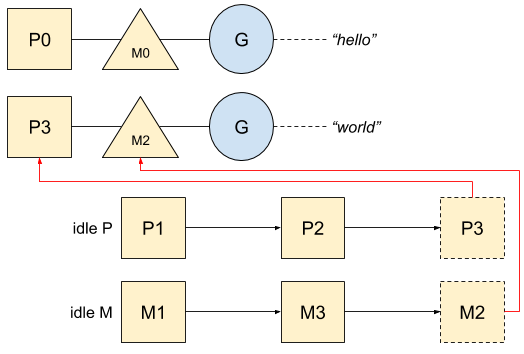 P0 M0 G “hello”
P3 M2 G “world”
idle P P1 P2 P3
idle M M1 M3 M2